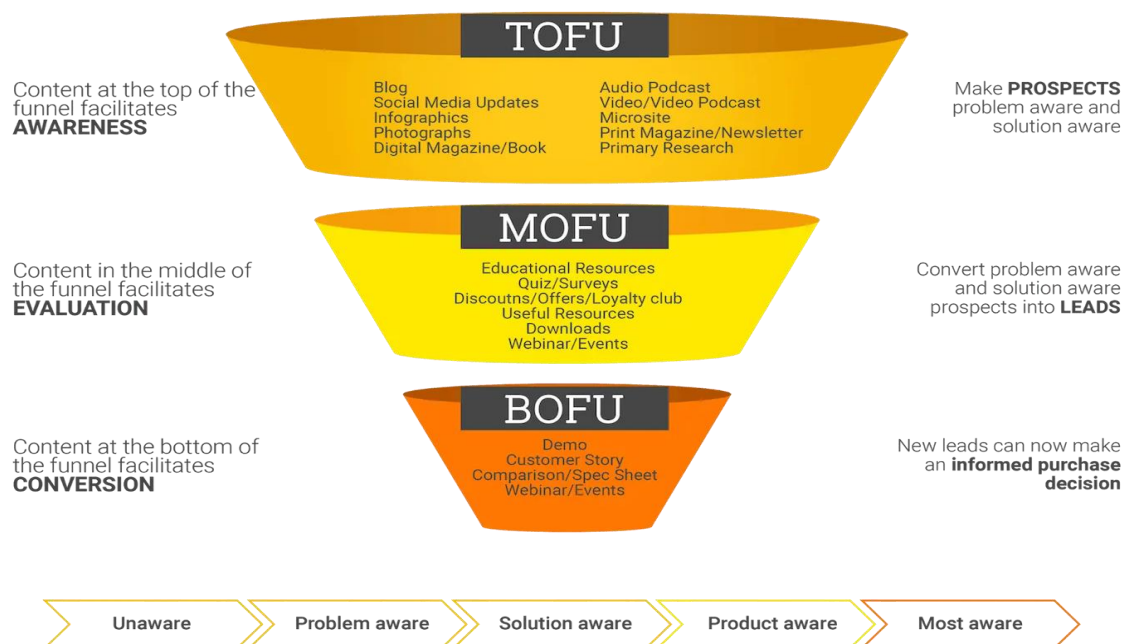 TOFU
Content at the top of the
funnel facilitates
AWARENESS
Blog
Social Media Updates
Infographics
Photographs
Digital Magazine/Book
Audio Podcast
Video/Video Podcast
Microsite
Print Magazine/Newsletter
Primary Research
Make PROSPECTS
problem aware and
solution aware
MOFU
Content in the middle of
the funnel facilitates
EVALUATION
Educational Resources
Quiz/Surveys
Discoutns/Offers/Loyalty club
Useful Resources
Downloads
Webinar/Events
Convert problem aware
and solution aware
prospects into LEADS
BOFU
Content at the bottom of
the funnel facilitates
CONVERSION
Demo
Customer Story
Comparison/Spec Sheet
Webinar/Events
New leads can now make
an informed purchase
decision
Unaware
Problem aware
Solution aware
Product aware
Most aware